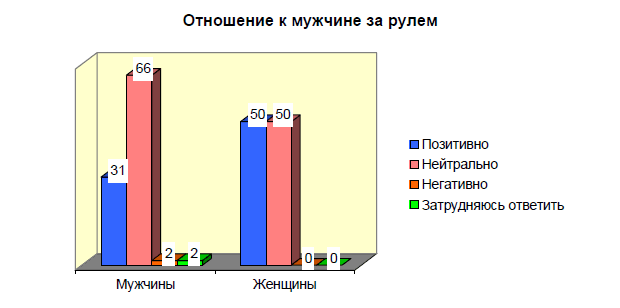 Отношение к мужчине за рулем
66
50 50
31
2 2
0 0
Мужчины Женщины
Позитивно
Нейтрально
Негативно
Затрудняюсь ответить